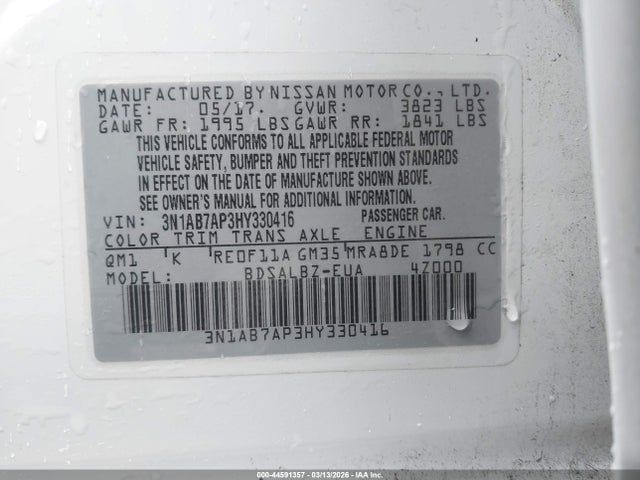 MANUFACTURED BY NISSAN MOTOR CO., LTD.
DATE: 05/17. GVWR: 3823 LBS
GAWR FR: 1995 LBS GAWR RR: 1841 LBS
THIS VEHICLE CONFORMS TO ALL APPLICABLE FEDERAL MOTOR
VEHICLE SAFETY, BUMPER AND THEFT PREVENTION STANDARDS
IN EFFECT ON THE DATE OF MANUFACTURE SHOWN ABOVE.
SEE OWNER'S MANUAL FOR ADDITIONAL INFORMATION.
VIN: 3N1AB7AP3HY330416 PASSENGER CAR.
COLOR TRIM TRANS AXLE ENGINE
QM1 K RE0F11A GM35 MRA8DE 1798 CC
MODEL: BDSALBZ-EUA 4Z000
3N1AB7AP3HY330416
000-44591357 - 03/13/2026 - IAAI.com